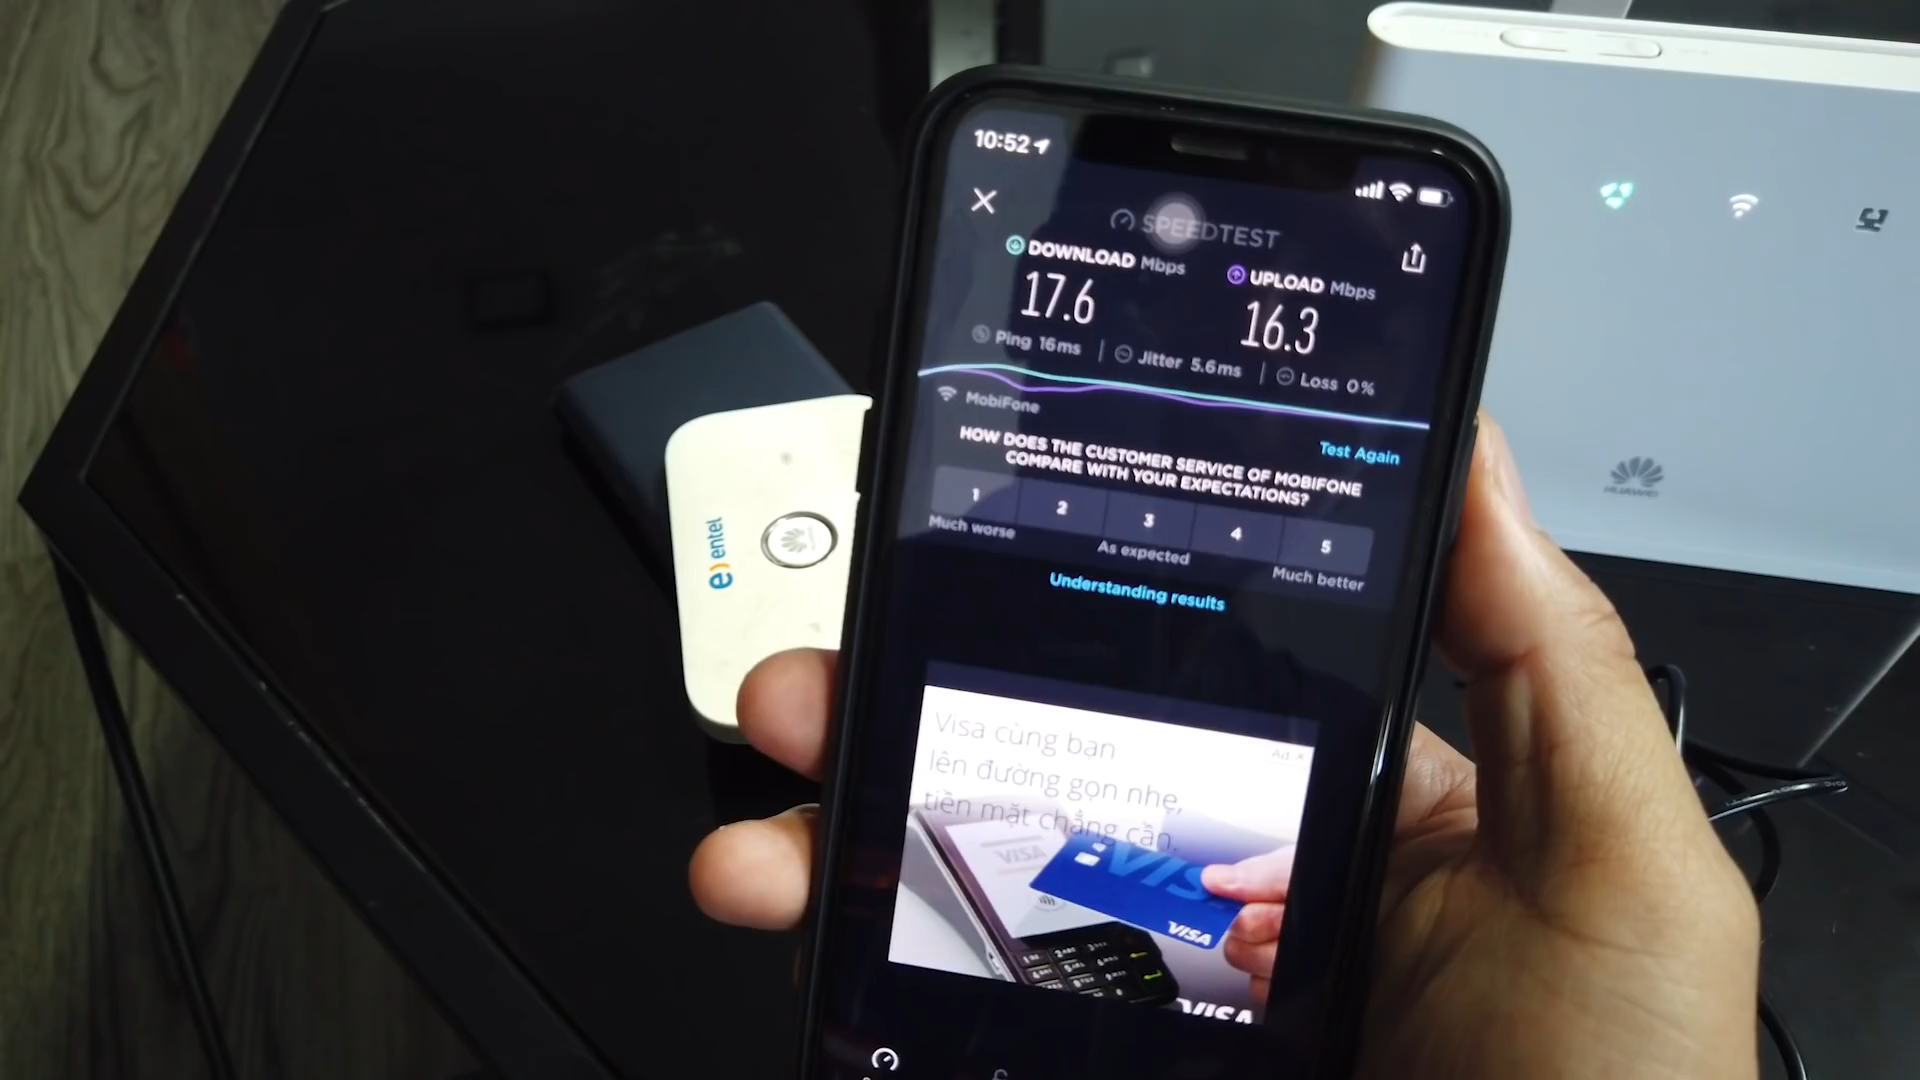 10:52
SPEEDTEST
DOWNLOAD Mbps
17.6
UPLOAD Mbps
16.3
Ping 16ms
Jitter 5.6ms
Loss 0%
MobiFone
Test Again
HOW DOES THE CUSTOMER SERVICE OF MOBIFONE
COMPARE WITH YOUR EXPECTATIONS?
1
2
3
4
5
Much worse
As expected
Much better
Understanding results
Visa cùng bạn
lên đường gọn nhẹ,
tiền mặt chẳng cần.
Ad
VISA
VISA
VISA
VISA
e) entel
HUAWEI